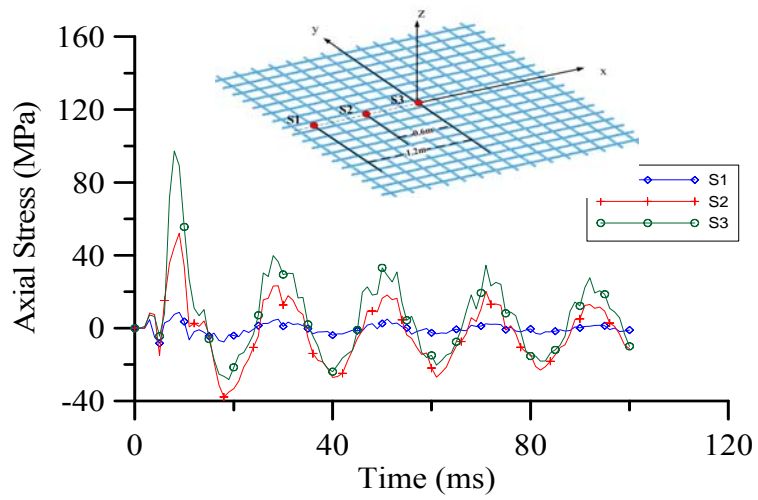 160
120
80
40
0
-40
Axial Stress (MPa)
0
40
80
120
Time (ms)
z
y
x
S3
S2
S1
0.6m
1.2m
S1
S2
S3